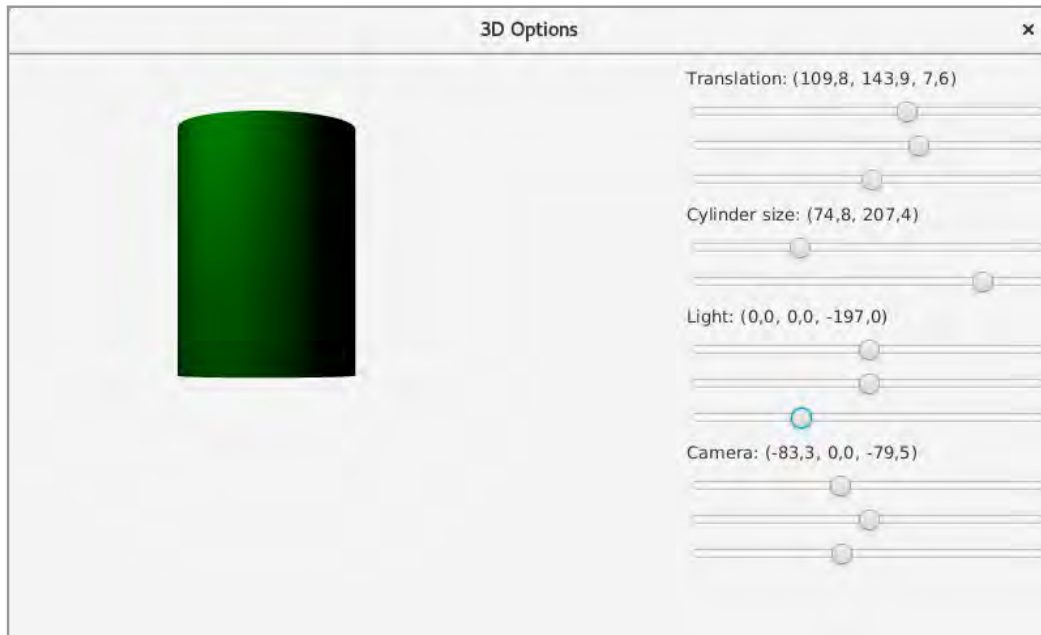 3D Options
Translation: (109,8, 143,9, 7,6)
Cylinder size: (74,8, 207,4)
Light: (0,0, 0,0, -197,0)
Camera: (-83,3, 0,0, -79,5)